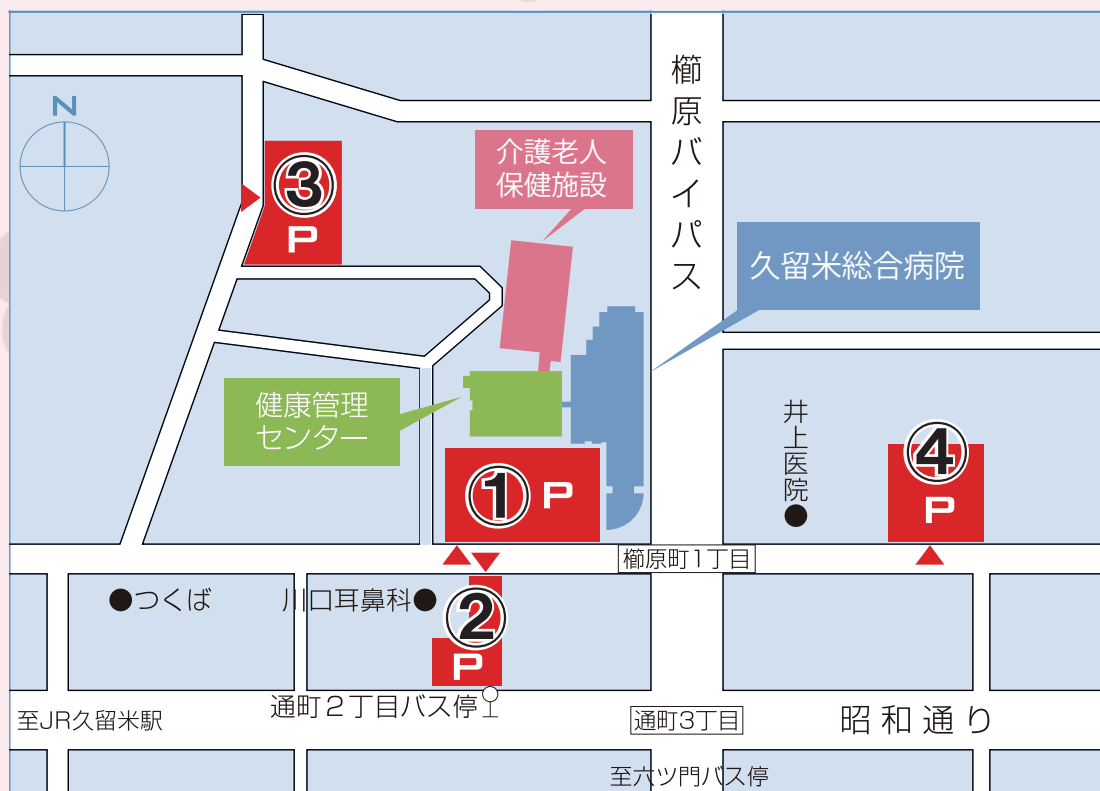 N
櫛原バイパス
介護老人
保健施設
③
P
久留米総合病院
健康管理
センター
井上医院
④
P
①
P
櫛原町1丁目
つくば
川口耳鼻科
②
P
通町2丁目バス停
至JR久留米駅
通町3丁目
昭和通り
至六ツ門バス停